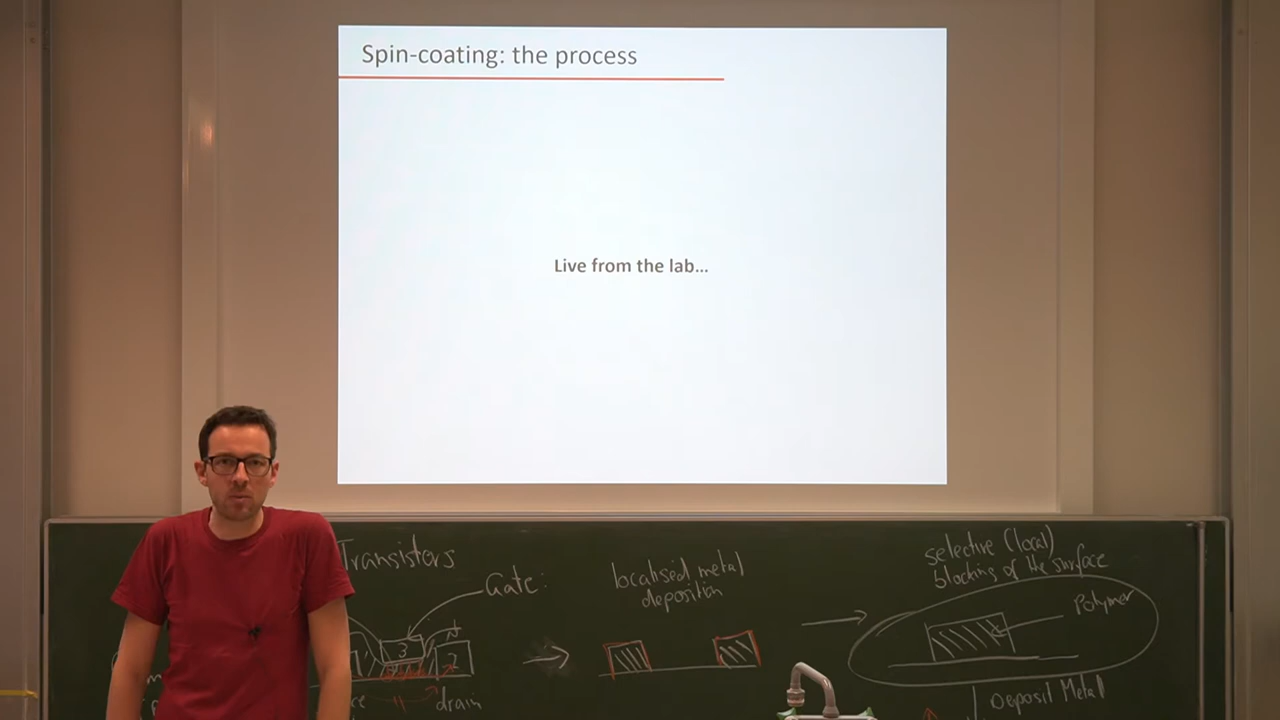 Spin-coating: the process
Live from the lab...
Transistors
Gate:
3
2
drain
localised metal
deposition
selective (local)
blocking of the surface
Polymer
Deposit Metal